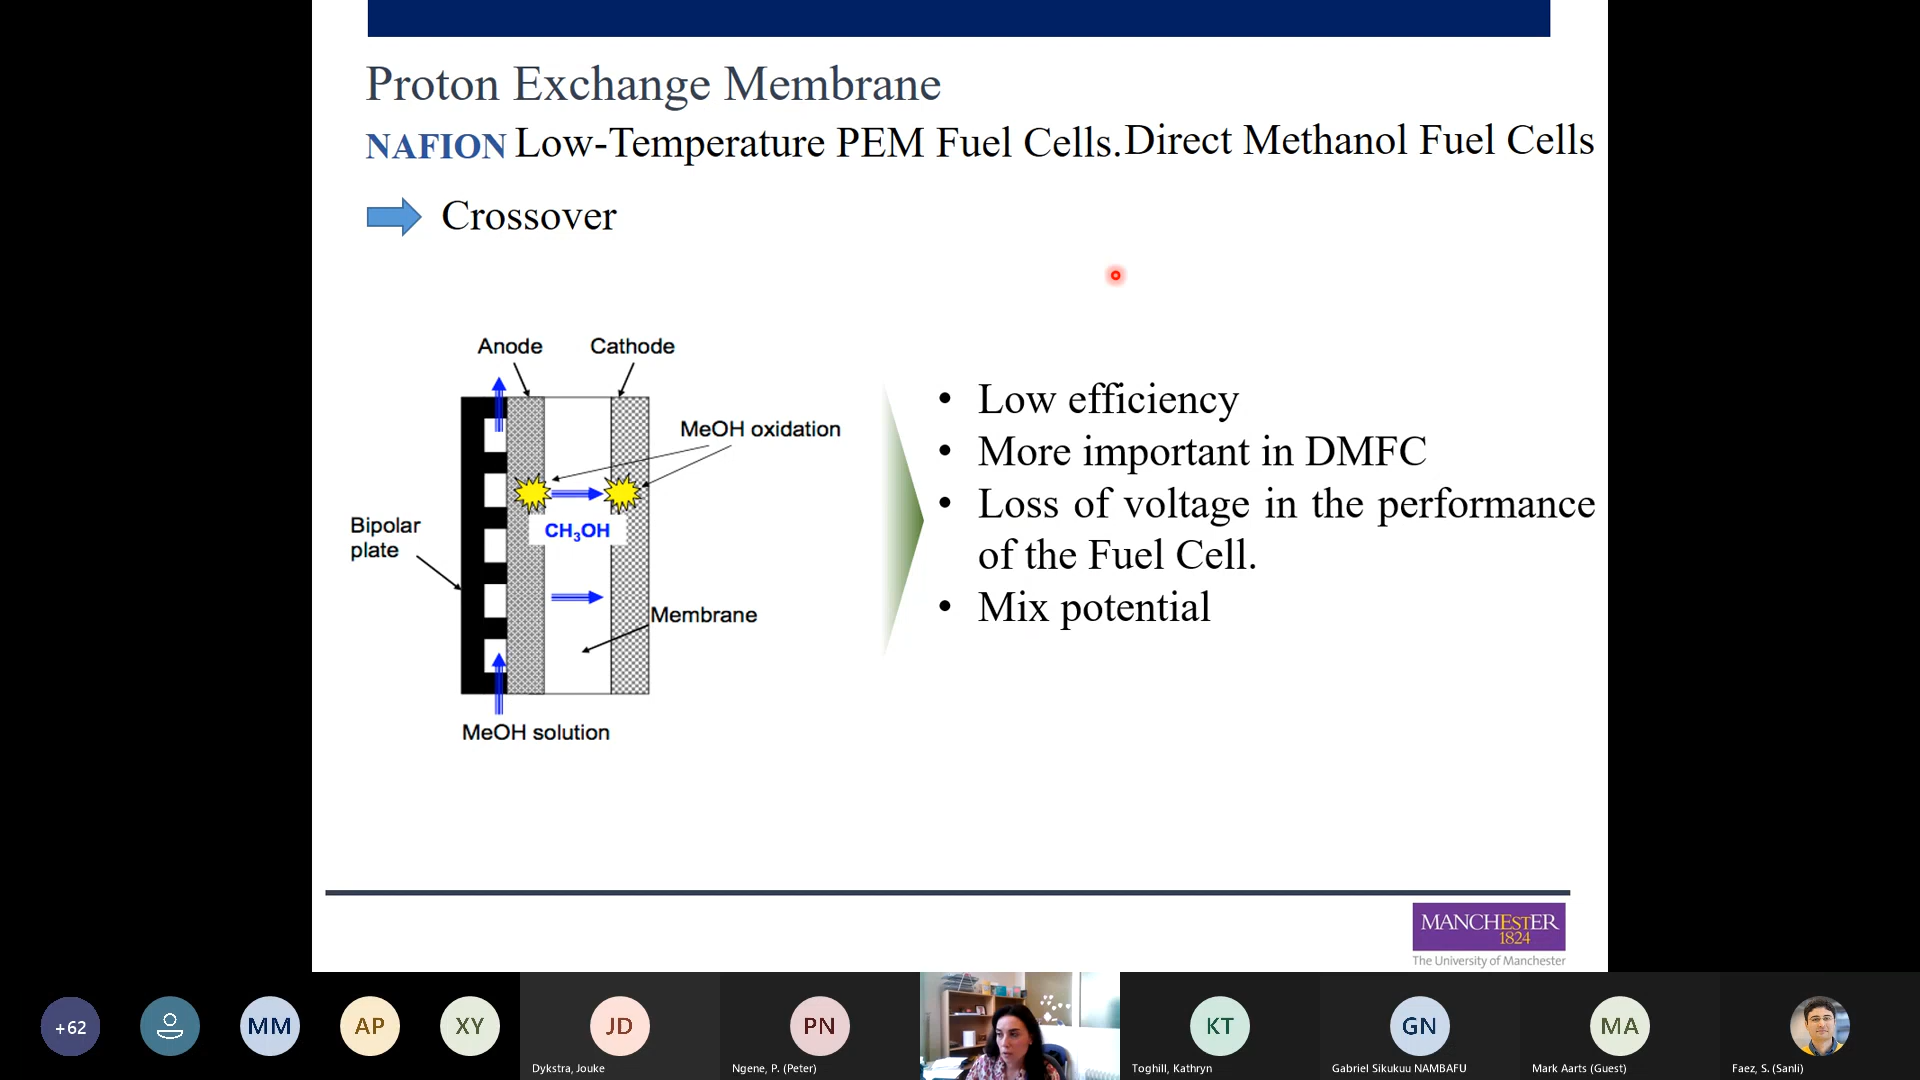 Proton Exchange Membrane
NAFION Low-Temperature PEM Fuel Cells. Direct Methanol Fuel Cells
Crossover
Anode Cathode
MeOH oxidation
CH₃OH
Bipolar
plate
Membrane
MeOH solution
• Low efficiency
• More important in DMFC
• Loss of voltage in the performance
of the Fuel Cell.
• Mix potential
MANCHESTER
1824
The University of Manchester
+62
MM
AP
XY
JD
Dykstra, Jouke
PN
Ngene, P. (Peter)
KT
Toghill, Kathryn
GN
Gabriel Sikukuu NAMBAFU
MA
Mark Aarts (Guest)
Faez, S. (Sanli)